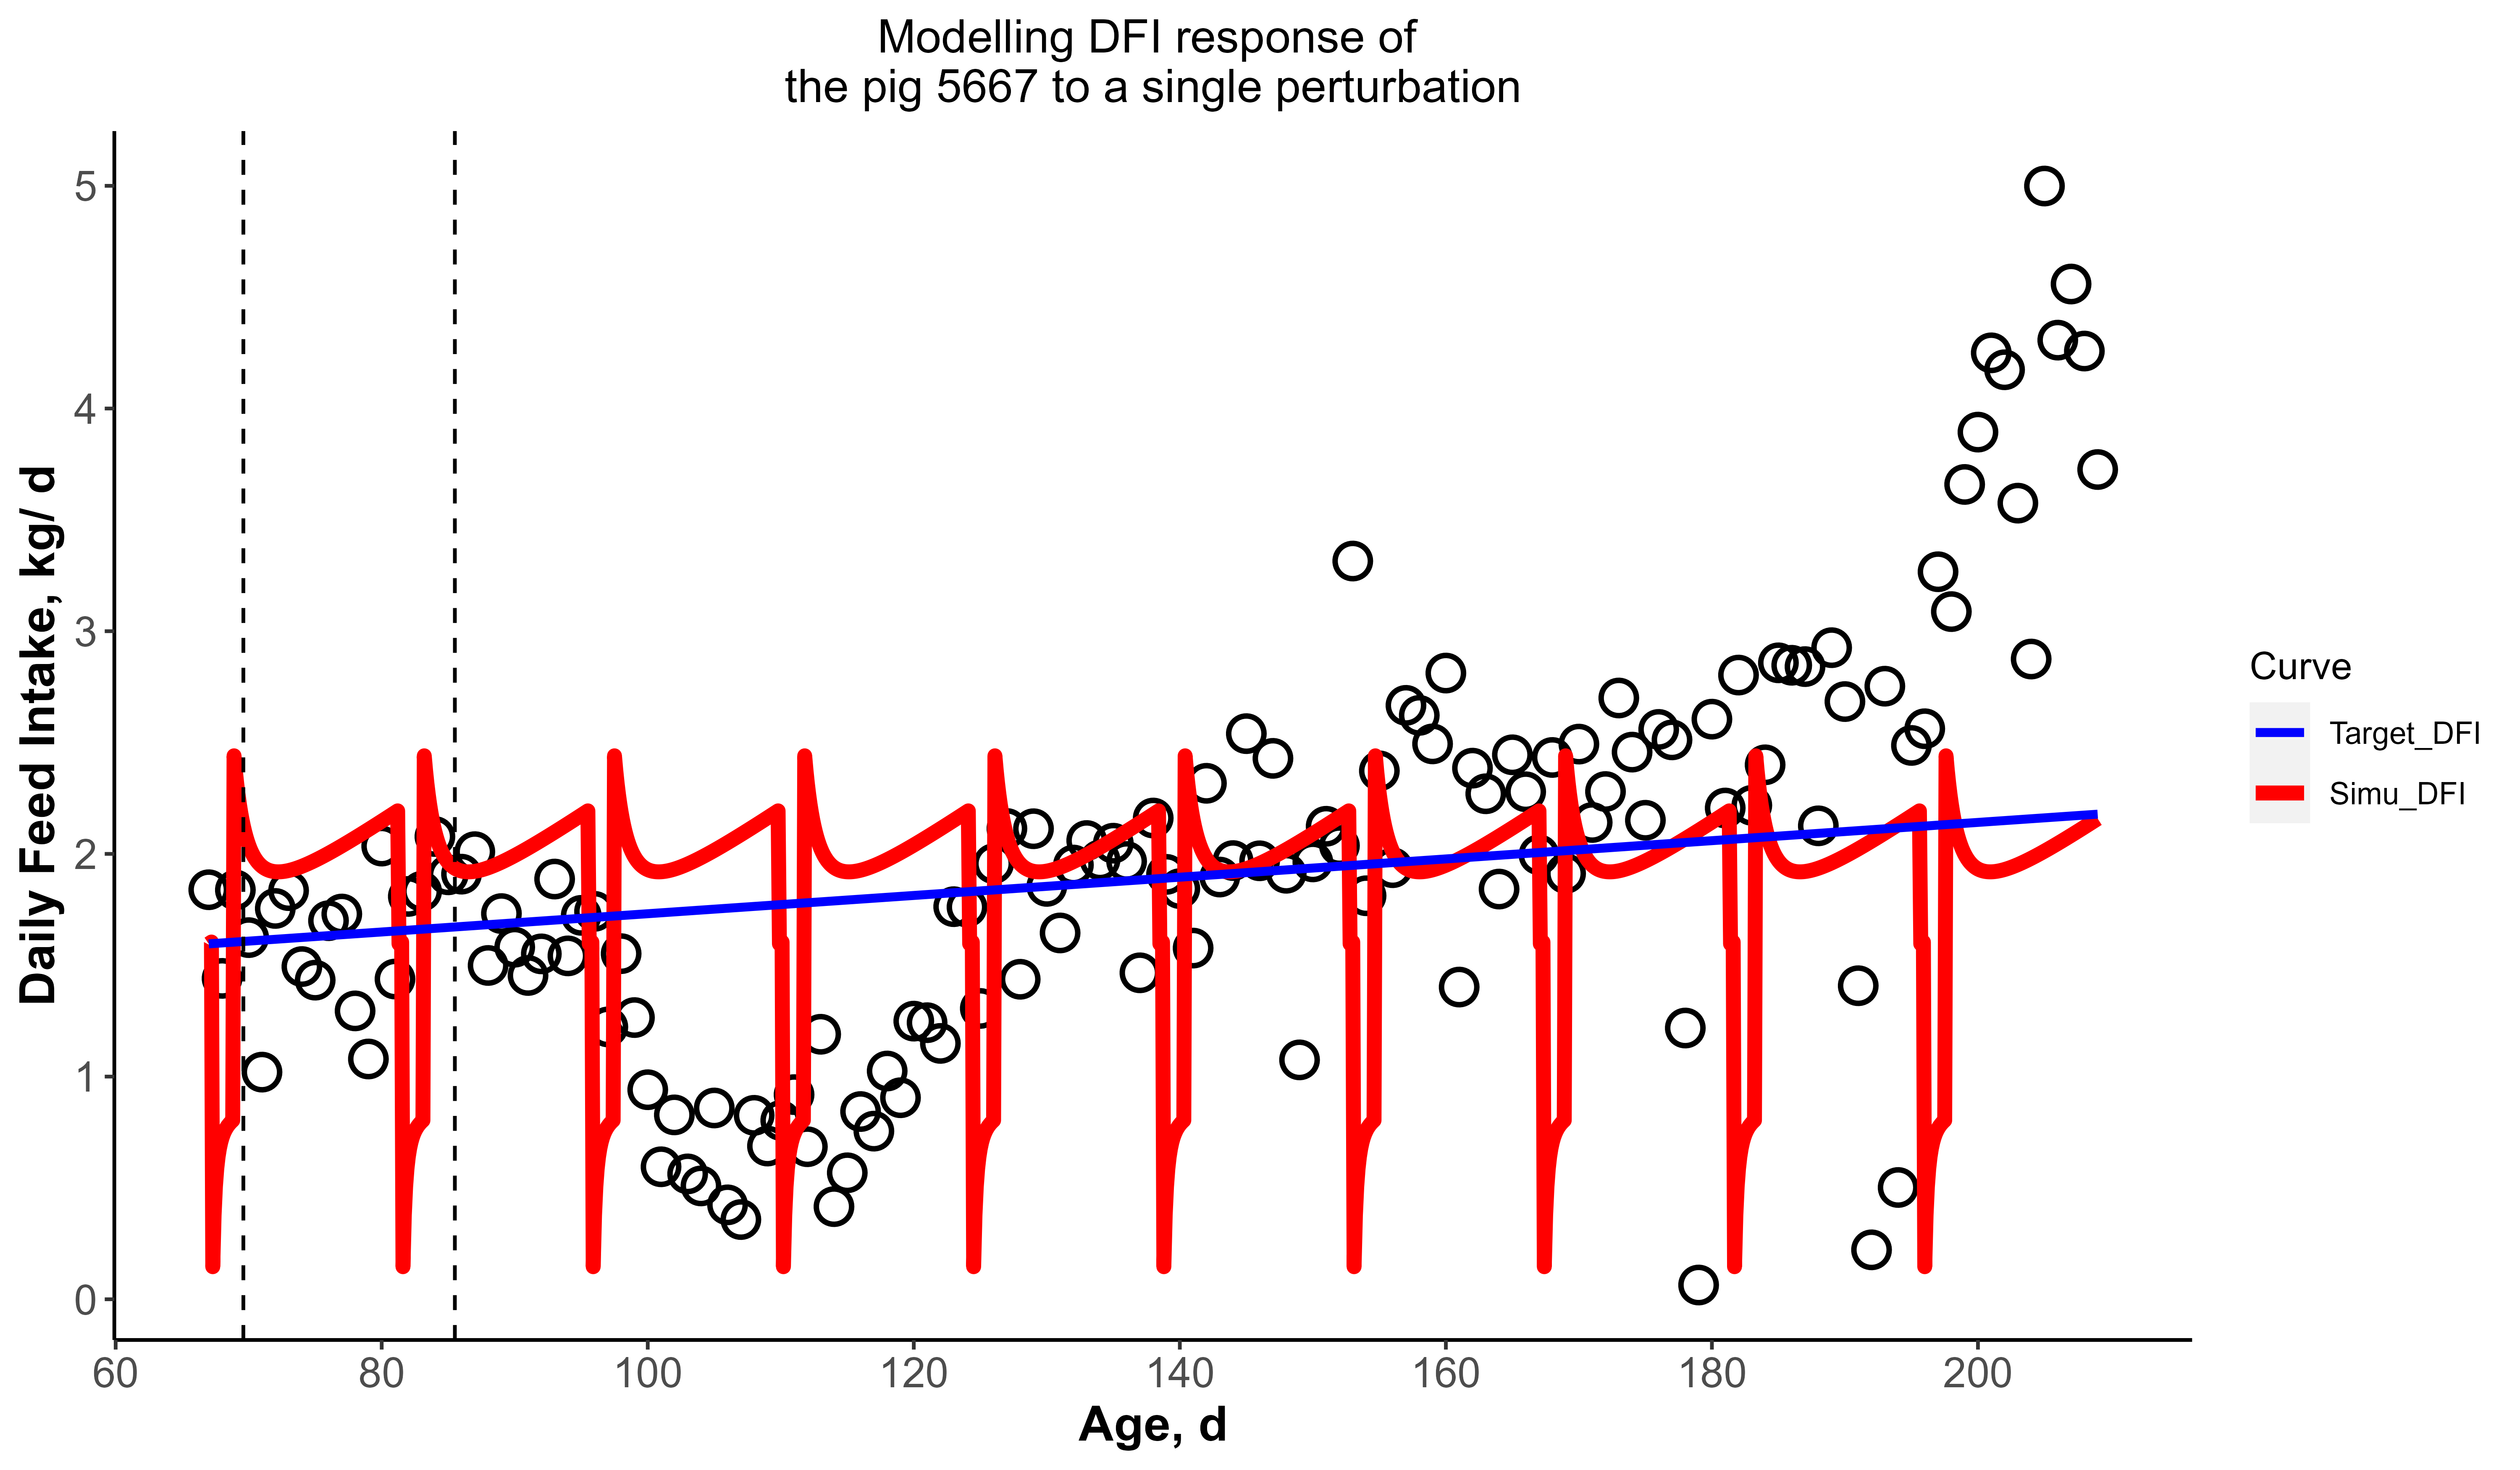 Modelling DFI response of
the pig 5667 to a single perturbation
Daily Feed Intake, kg/ d
5
4
3
2
1
0
60 80 100 120 140 160 180 200
Age, d
Curve
Target_DFI
Simu_DFI